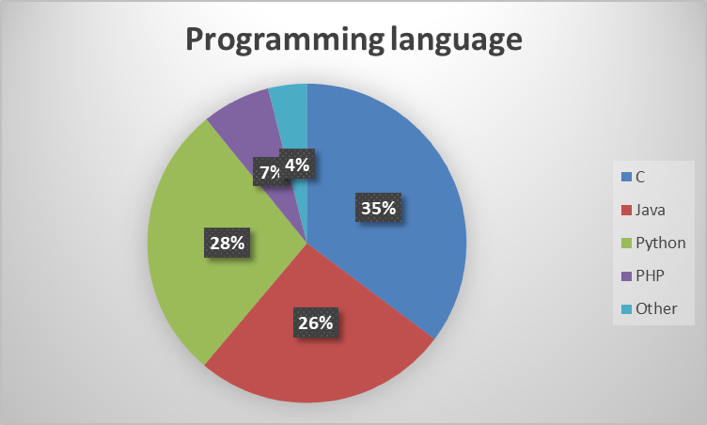 Programming language
35%
26%
28%
7%
4%
C
Java
Python
PHP
Other